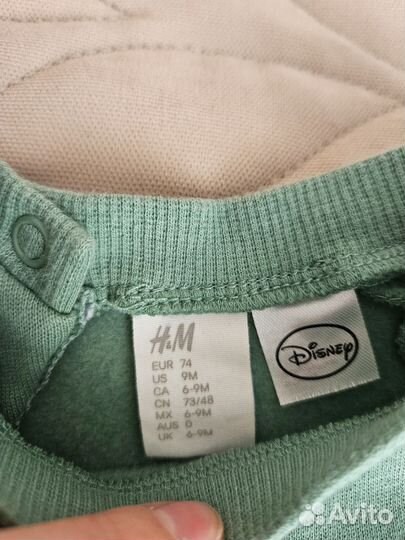 H&M
EUR 74
US 9M
CA 6-9M
CN 73/48
MX 6-9M
AUS 0
UK 6-9M
Disney
Avito